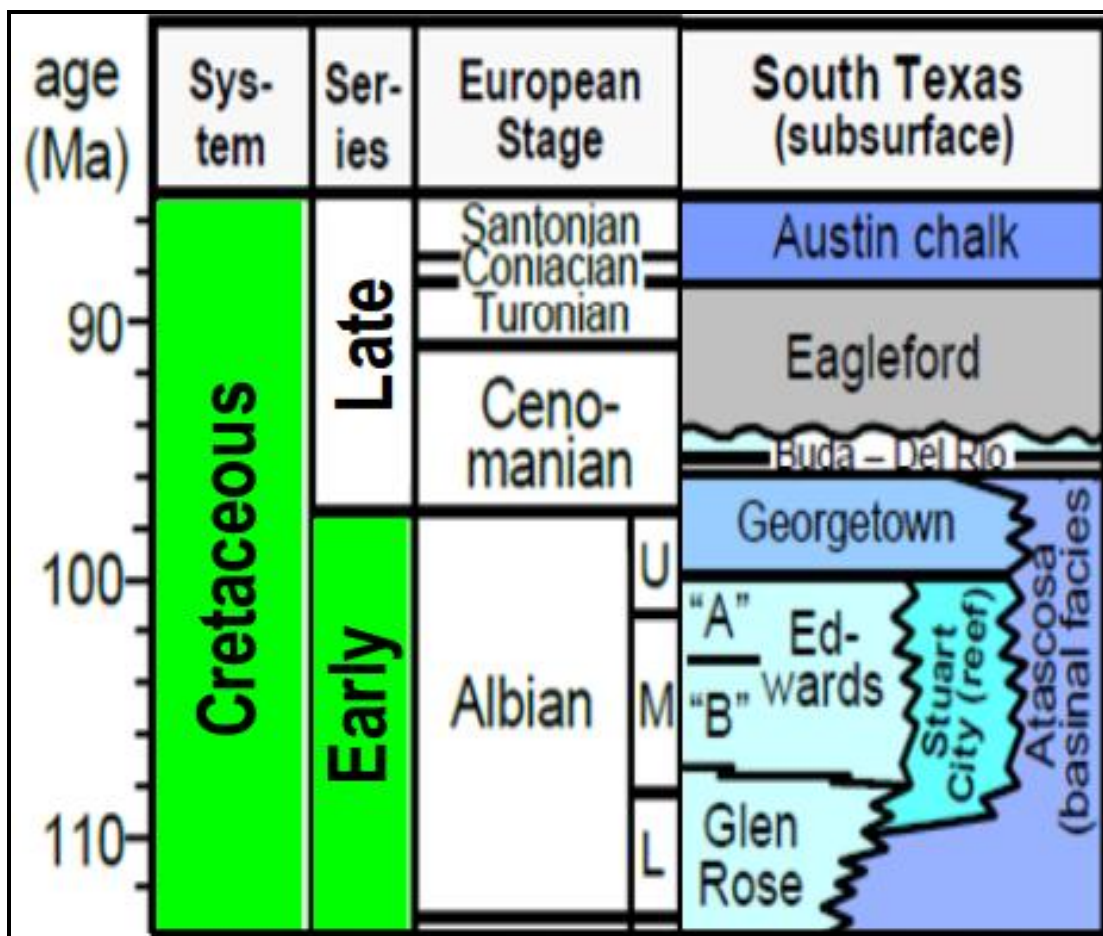 age
(Ma)
Sys-
tem
Ser-
ies
European
Stage
South Texas
(subsurface)
Santonian
Coniacian
Turonian
Ceno-
manian
Albian
U
M
L
90
100
110
Cretaceous
Late
Early
Austin chalk
Eagleford
Buda – Del Rio
Georgetown
"A"
"B"
Ed-
wards
Stuart
City (reef)
Atascosa
(basinal facies)
Glen
Rose